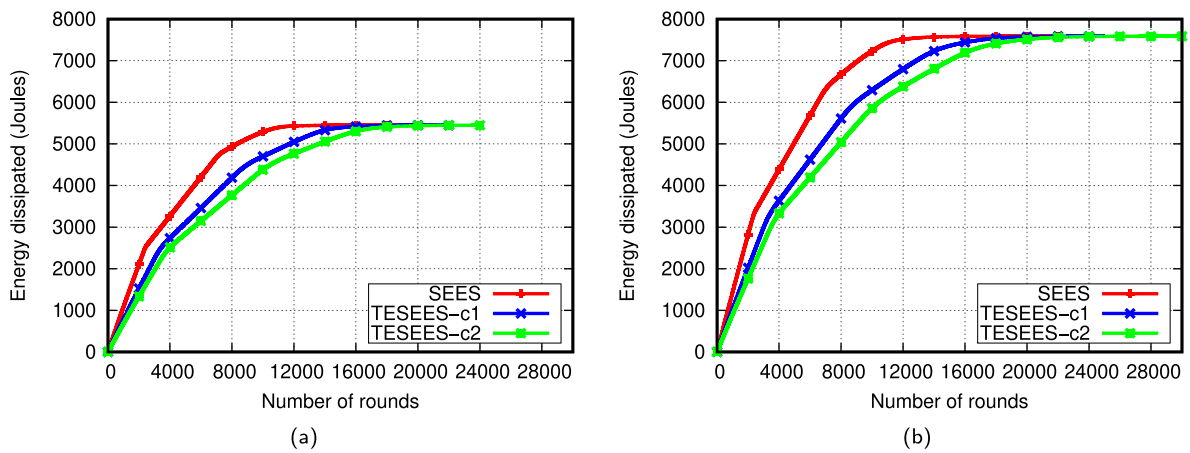 Energy dissipated (Joules)
8000
7000
6000
5000
4000
3000
2000
1000
0
0 4000 8000 12000 16000 20000 24000 28000
Number of rounds
SEES
TESEES-c1
TESEES-c2
(a)
Energy dissipated (Joules)
8000
7000
6000
5000
4000
3000
2000
1000
0
0 4000 8000 12000 16000 20000 24000 28000
Number of rounds
SEES
TESEES-c1
TESEES-c2
(b)